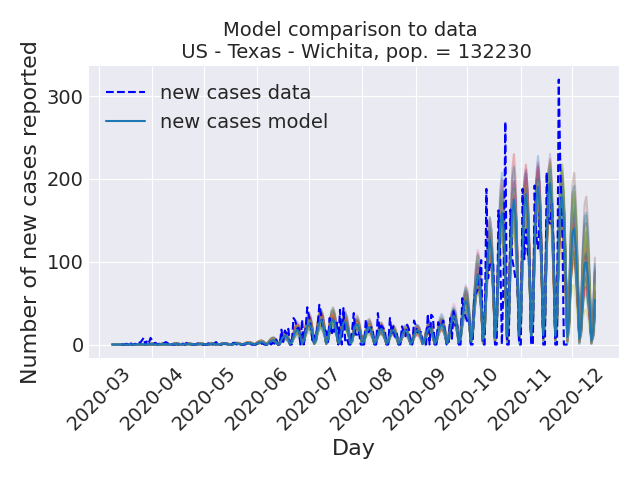 Model comparison to data
US - Texas - Wichita, pop. = 132230
Number of new cases reported
300
200
100
0
new cases data
new cases model
2020-03
2020-04
2020-05
2020-06
2020-07
2020-08
2020-09
2020-10
2020-11
2020-12
Day